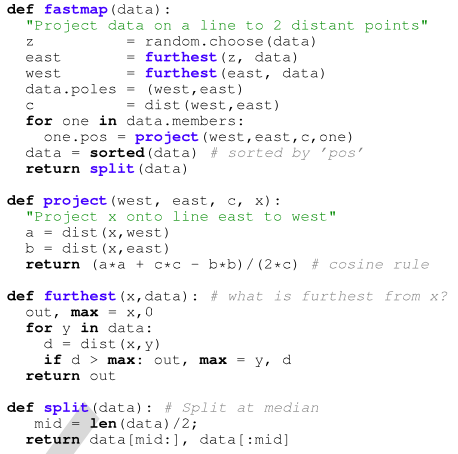 def fastmap(data):
  "Project data on a line to 2 distant points"
  z         = random.choose(data)
  east      = furthest(z, data)
  west      = furthest(east, data)
  data.poles = (west,east)
  c         = dist(west,east)
  for one in data.members:
    one.pos = project(west,east,c,one)
  data = sorted(data) # sorted by 'pos'
  return split(data)

def project(west, east, c, x):
  "Project x onto line east to west"
  a = dist(x,west)
  b = dist(x,east)
  return (a*a + c*c - b*b)/(2*c) # cosine rule

def furthest(x,data): # what is furthest from x?
  out, max = x,0
  for y in data:
    d = dist(x,y)
    if d > max: out, max = y, d
  return out

def split(data): # Split at median
   mid = len(data)/2;
  return data[mid:], data[:mid]